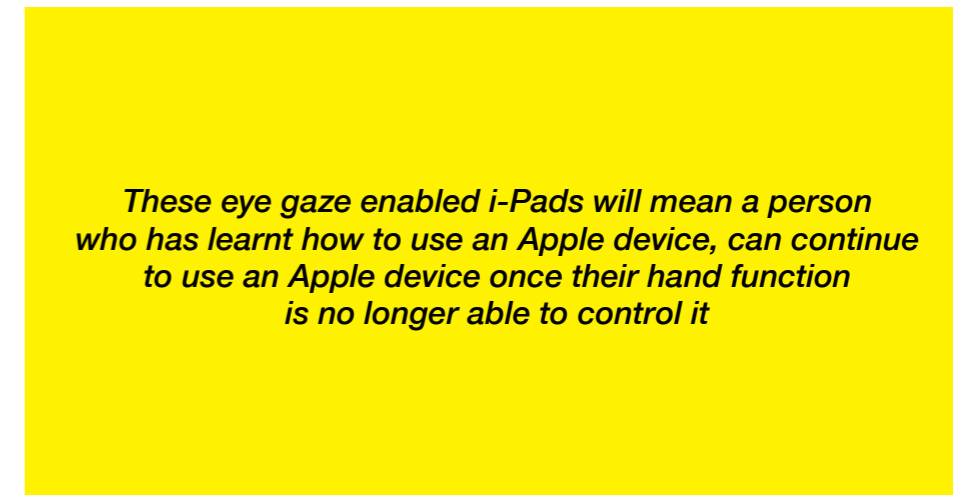 These eye gaze enabled i-Pads will mean a person
who has learnt how to use an Apple device, can continue
to use an Apple device once their hand function
is no longer able to control it